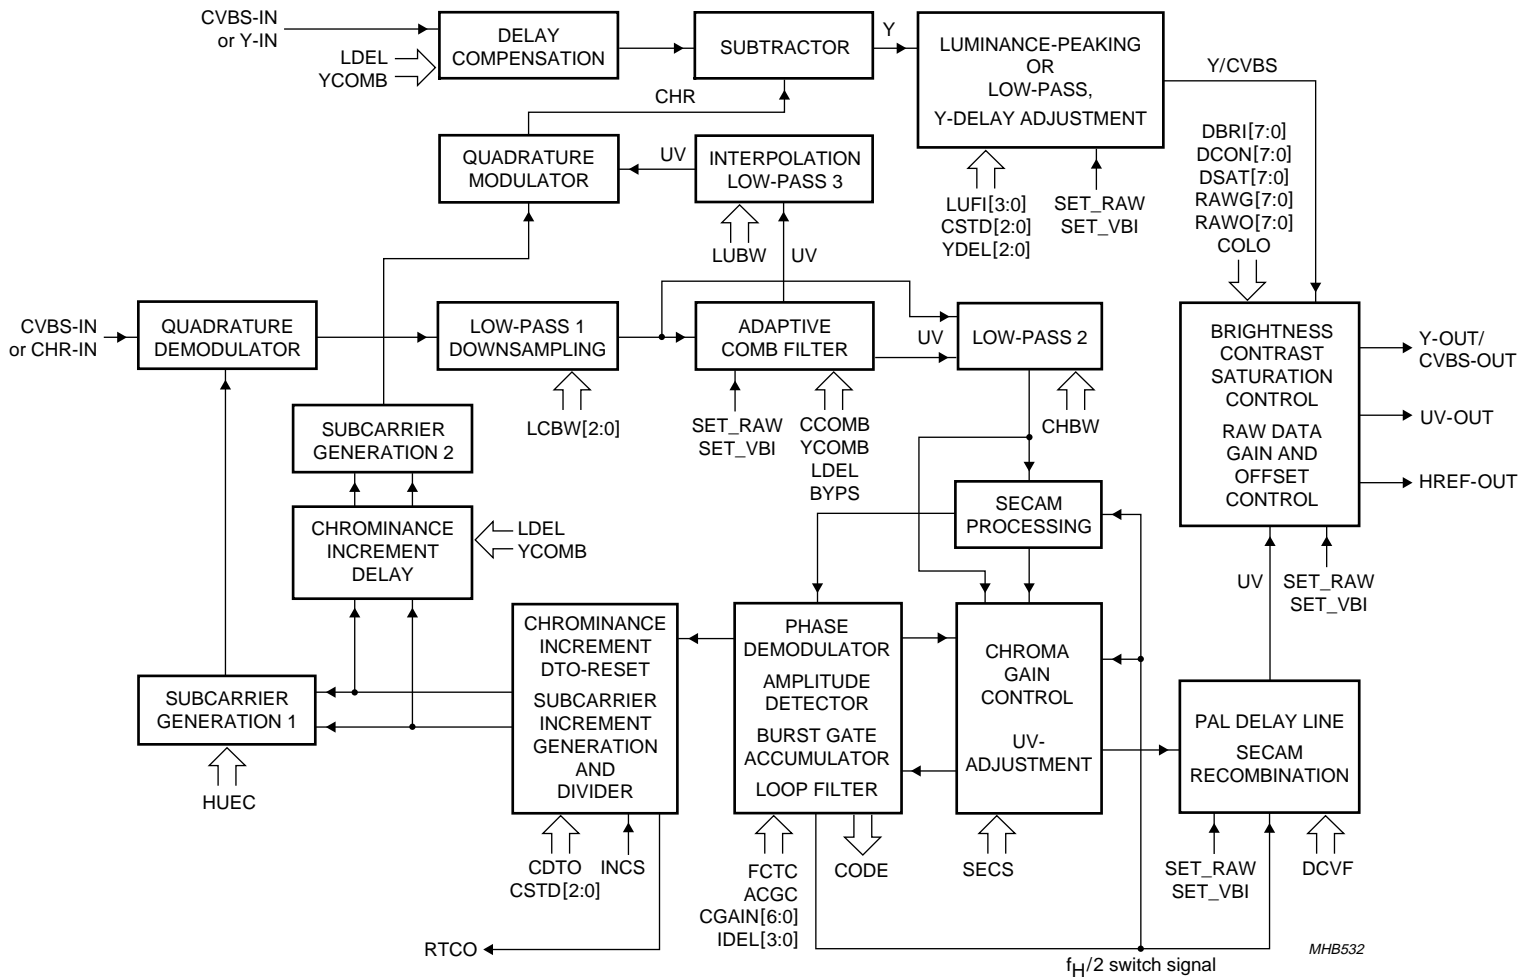 CVBS-IN
or Y-IN
LDEL
YCOMB
DELAY
COMPENSATION
SUBTRACTOR
Y
LUMINANCE-PEAKING
OR
LOW-PASS,
Y-DELAY ADJUSTMENT
Y/CVBS
CHR
DBRI[7:0]
DCON[7:0]
DSAT[7:0]
RAWG[7:0]
RAWO[7:0]
COLO
QUADRATURE
MODULATOR
UV
INTERPOLATION
LOW-PASS 3
LUBW
UV
LUFI[3:0]
CSTD[2:0]
YDEL[2:0]
SET_RAW
SET_VBI
CVBS-IN
or CHR-IN
QUADRATURE
DEMODULATOR
LOW-PASS 1
DOWNSAMPLING
ADAPTIVE
COMB FILTER
UV
LOW-PASS 2
BRIGHTNESS
CONTRAST
SATURATION
CONTROL
RAW DATA
GAIN AND
OFFSET
CONTROL
Y-OUT/
CVBS-OUT
UV-OUT
HREF-OUT
LCBW[2:0]
SET_RAW
SET_VBI
CCOMB
YCOMB
LDEL
BYPS
CHBW
SUBCARRIER
GENERATION 2
CHROMINANCE
INCREMENT
DELAY
LDEL
YCOMB
SECAM
PROCESSING
UV
SET_RAW
SET_VBI
SUBCARRIER
GENERATION 1
HUEC
CHROMINANCE
INCREMENT
DTO-RESET
SUBCARRIER
INCREMENT
GENERATION
AND
DIVIDER
PHASE
DEMODULATOR
AMPLITUDE
DETECTOR
BURST GATE
ACCUMULATOR
LOOP FILTER
CHROMA
GAIN
CONTROL
UV-
ADJUSTMENT
PAL DELAY LINE
SECAM
RECOMBINATION
CDTO
CSTD[2:0]
INCS
FCTC
ACGC
CGAIN[6:0]
IDEL[3:0]
CODE
SECS
SET_RAW
SET_VBI
DCVF
RTCO
fH/2 switch signal
MHB532